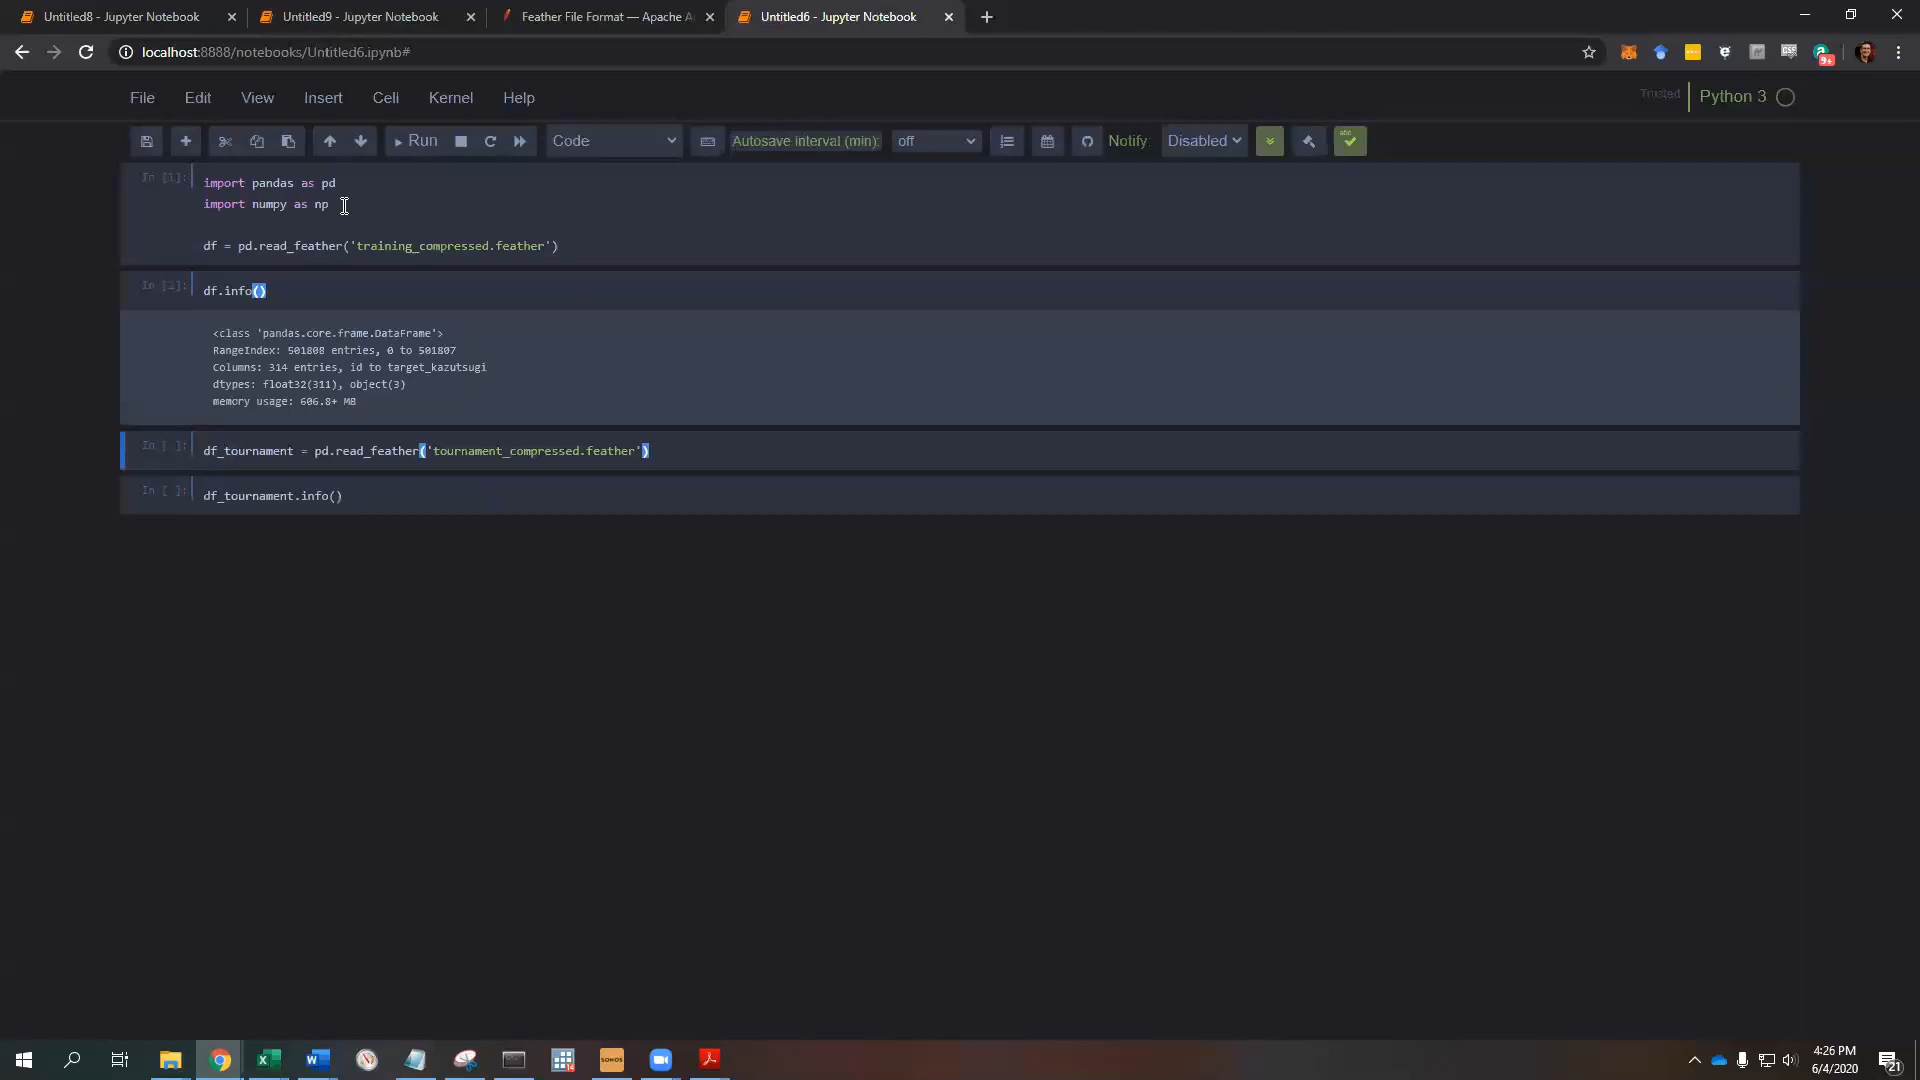 Untitled8 - Jupyter Notebook
Untitled9 - Jupyter Notebook
Feather File Format — Apache A
Untitled6 - Jupyter Notebook
localhost:8888/notebooks/Untitled6.ipynb#
9+
File Edit View Insert Cell Kernel Help
Trusted
Python 3
Run
Code
Autosave interval (min):
off
Notify:
Disabled
abc
In [1]:
import pandas as pd
import numpy as np
df = pd.read_feather('training_compressed.feather')
In [2]:
df.info()
<class 'pandas.core.frame.DataFrame'>
RangeIndex: 501808 entries, 0 to 501807
Columns: 314 entries, id to target_kazutsugi
dtypes: float32(311), object(3)
memory usage: 606.8+ MB
In [ ]:
df_tournament = pd.read_feather('tournament_compressed.feather')
In [ ]:
df_tournament.info()
SONOS
4:26 PM
6/4/2020
21